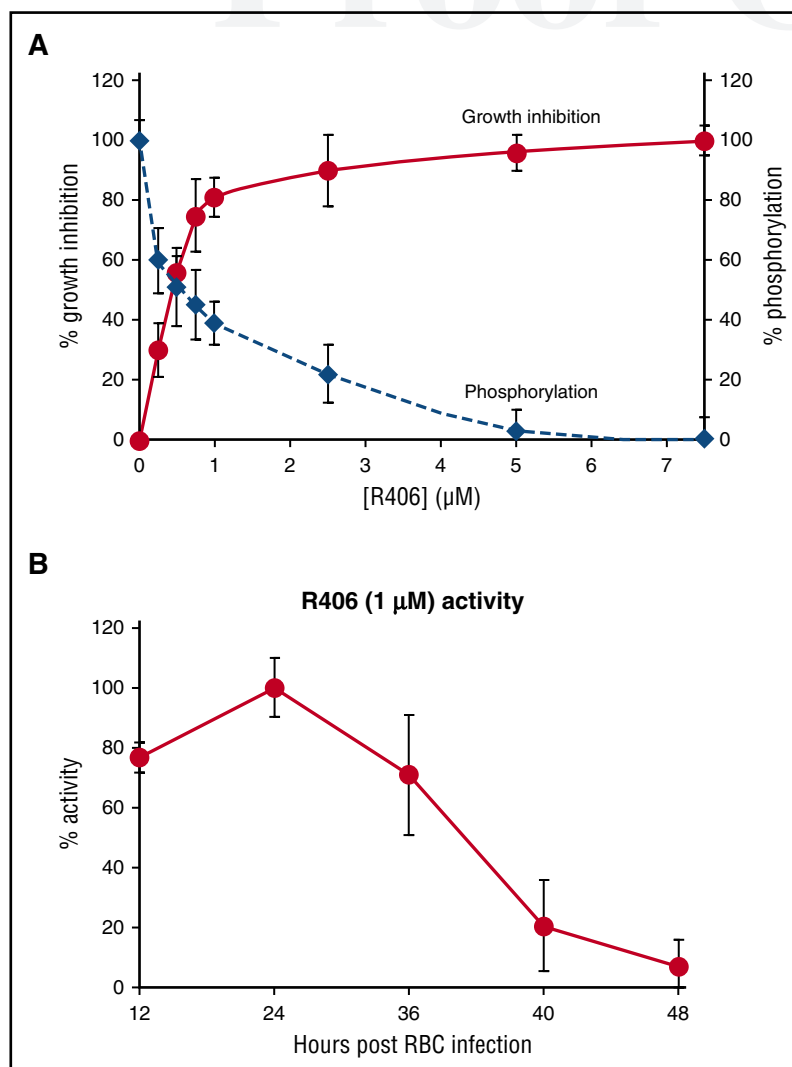 Proof
A
120
100
80
60
40
20
0
% growth inhibition
Growth inhibition
Phosphorylation
120
100
80
60
40
20
0
% phosphorylation
0 1 2 3 4 5 6 7
[R406] (µM)
B
R406 (1 µM) activity
120
100
80
60
40
20
0
% activity
12 24 36 40 48
Hours post RBC infection